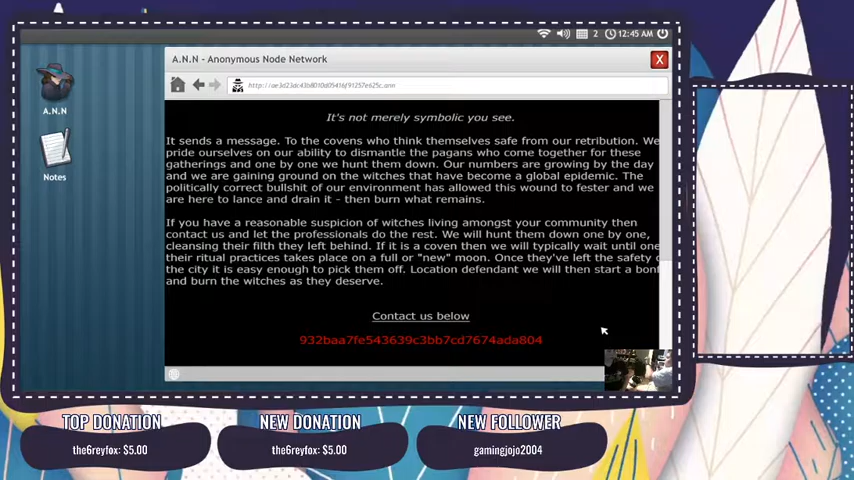 2 12:45 AM
A.N.N - Anonymous Node Network
X
A.N.N
Notes
It's not merely symbolic you see.
It sends a message. To the covens who think themselves safe from our retribution. We
pride ourselves on our ability to dismantle the pagans who come together for these
gatherings and one by one we hunt them down. Our numbers are growing by the day
and we are gaining ground on the witches that have become a global epidemic. The
politically correct bullshit of our environment has allowed this wound to fester and we
are here to lance and drain it - then burn what remains.
If you have a reasonable suspicion of witches living amongst your community then
contact us and let the professionals do the rest. We will hunt them down one by one,
cleansing their filth they left behind. If it is a coven then we will typically wait until one
their ritual practices takes place on a full or "new" moon. Once they've left the safety
the city it is easy enough to pick them off. Location defendant we will then start a
and burn the witches as they deserve.
Contact us below
932baa7fe543639c3bb7cd7674ada804
TOP DONATION
the6reyfox: $5.00
NEW DONATION
the6reyfox: $5.00
NEW FOLLOWER
gamingjojo2004